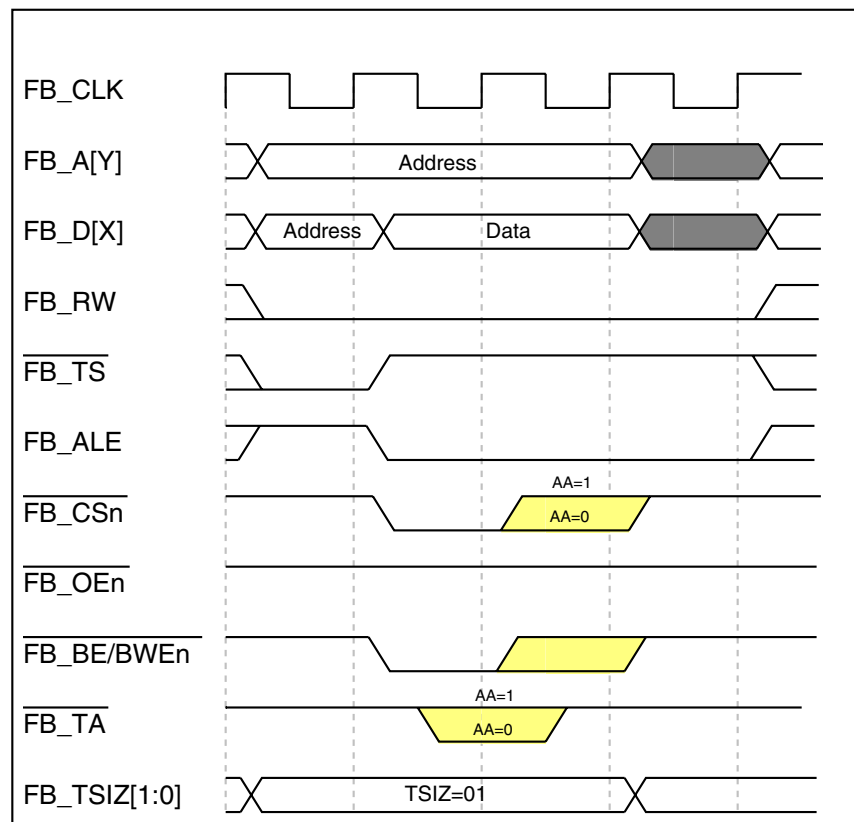 FB_CLK
FB_A[Y]
Address
FB_D[X]
Address
Data
FB_RW
FB_TS
FB_ALE
AA=1
FB_CSn
AA=0
FB_OEn
FB_BE/BWEn
AA=1
FB_TA
AA=0
FB_TSIZ[1:0]
TSIZ=01